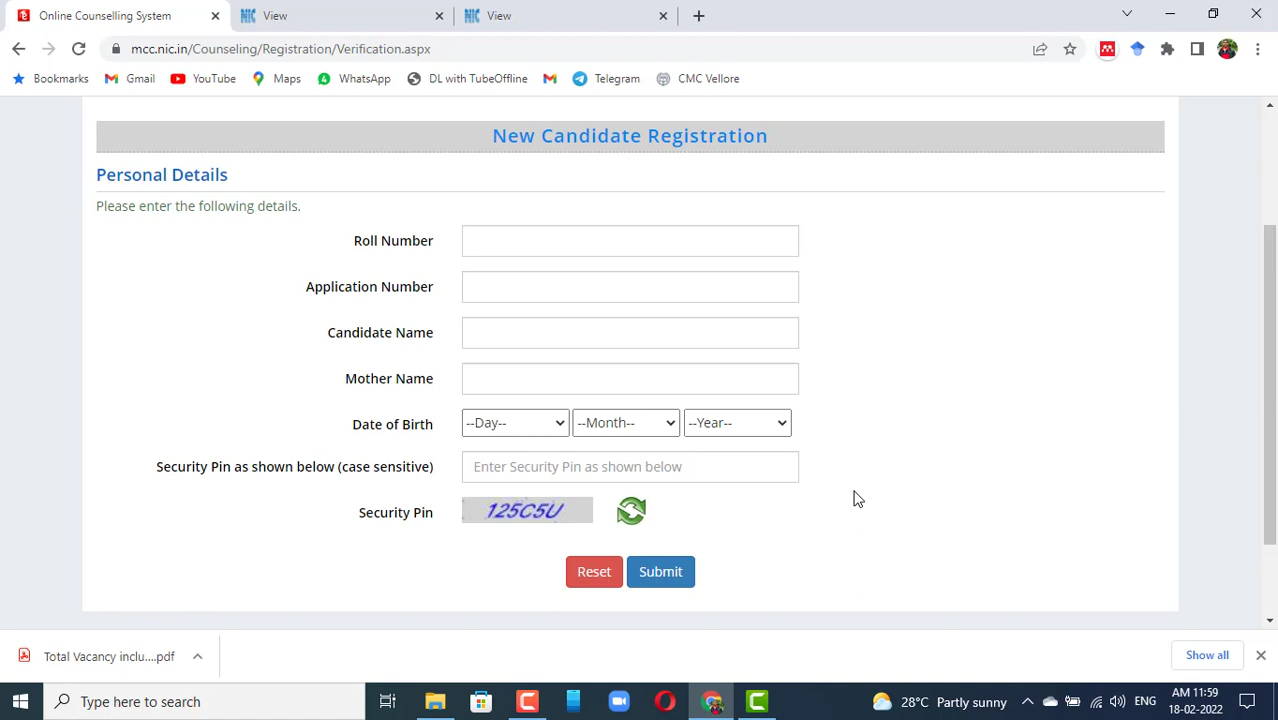 Online Counselling System
View
View
mcc.nic.in/Counseling/Registration/Verification.aspx
Bookmarks
Gmail
YouTube
Maps
WhatsApp
DL with TubeOffline
Telegram
CMC Vellore
New Candidate Registration
Personal Details
Please enter the following details.
Roll Number
Application Number
Candidate Name
Mother Name
Date of Birth --Day-- --Month-- --Year--
Security Pin as shown below (case sensitive) Enter Security Pin as shown below
Security Pin 125C5U
Reset Submit
Total Vacancy inclu....pdf
Show all
Type here to search
28°C Partly sunny
ENG
AM 11:59
18-02-2022